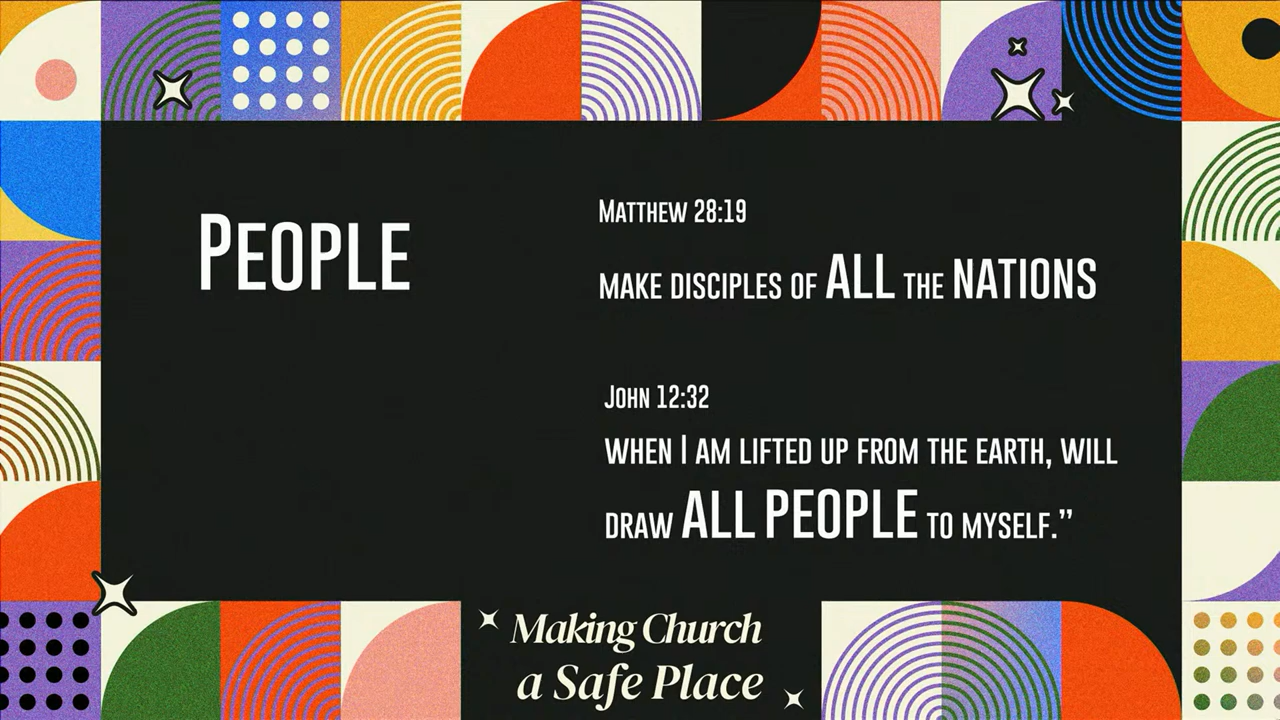 People
Matthew 28:19
make disciples of ALL the NATIONS
John 12:32
when I am lifted up from the earth, will
draw ALL PEOPLE to myself.”
Making Church
a Safe Place